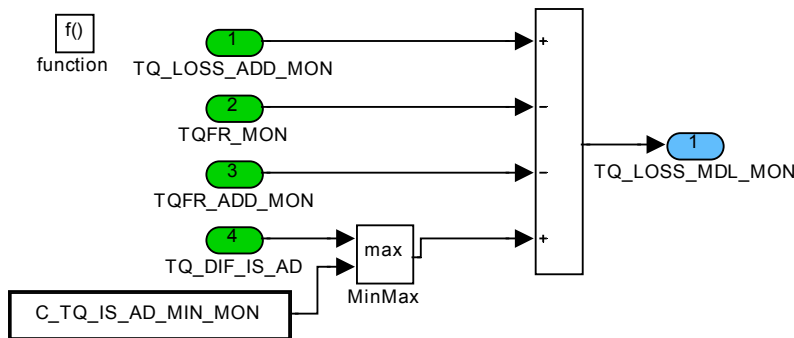 f()
function
1
TQ_LOSS_ADD_MON
+
2
TQFR_MON
−
3
TQFR_ADD_MON
−
4
TQ_DIF_IS_AD
max
MinMax
+
C_TQ_IS_AD_MIN_MON
1
TQ_LOSS_MDL_MON